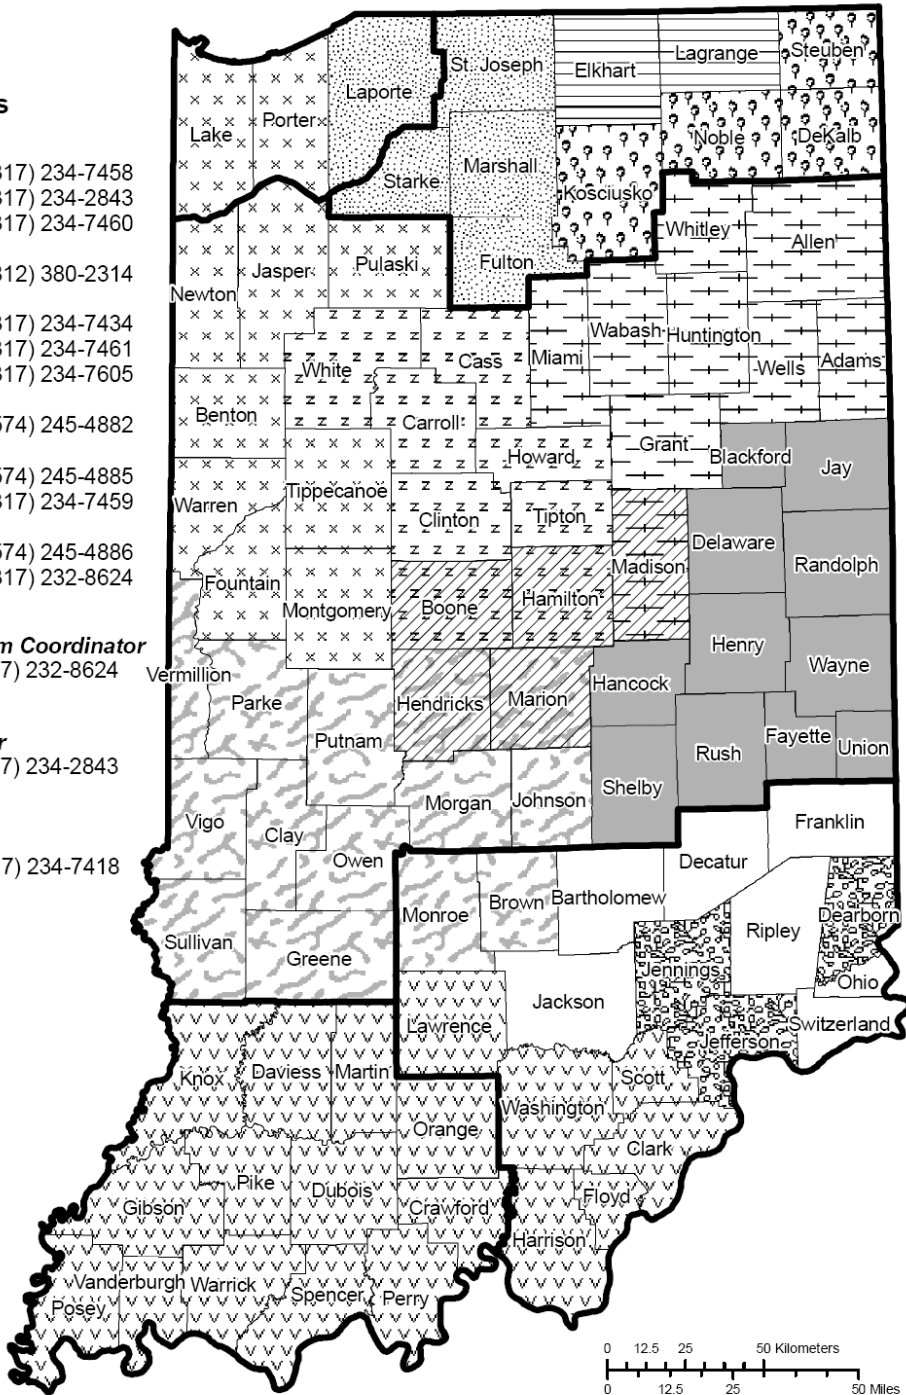 s
317) 234-7458
317) 234-2843
317) 234-7460
312) 380-2314
317) 234-7434
317) 234-7461
317) 234-7605
574) 245-4882
574) 245-4885
317) 234-7459
574) 245-4886
317) 232-8624
m Coordinator
7) 232-8624
r
7) 234-2843
7) 234-7418
Lake
Porter
Laporte
St. Joseph
Elkhart
Lagrange
Steuben
Noble
DeKalb
Starke
Marshall
Kosciusko
Whitley
Allen
Newton
Jasper
Pulaski
Fulton
White
Cass
Miami
Wabash
Huntington
Wells
Adams
Benton
Carroll
Howard
Grant
Blackford
Jay
Warren
Tippecanoe
Clinton
Tipton
Madison
Delaware
Randolph
Fountain
Montgomery
Boone
Hamilton
Henry
Wayne
Vermillion
Parke
Putnam
Hendricks
Marion
Hancock
Rush
Fayette
Union
Vigo
Clay
Owen
Morgan
Johnson
Shelby
Franklin
Decatur
Sullivan
Greene
Monroe
Brown
Bartholomew
Ripley
Dearborn
Jennings
Ohio
Jackson
Switzerland
Jefferson
Lawrence
Knox
Daviess
Martin
Scott
Washington
Orange
Clark
Pike
Dubois
Gibson
Crawford
Floyd
Harrison
Vanderburgh
Warrick
Spencer
Perry
Posey
0 12.5 25 50 Kilometers
0 12.5 25 50 Miles